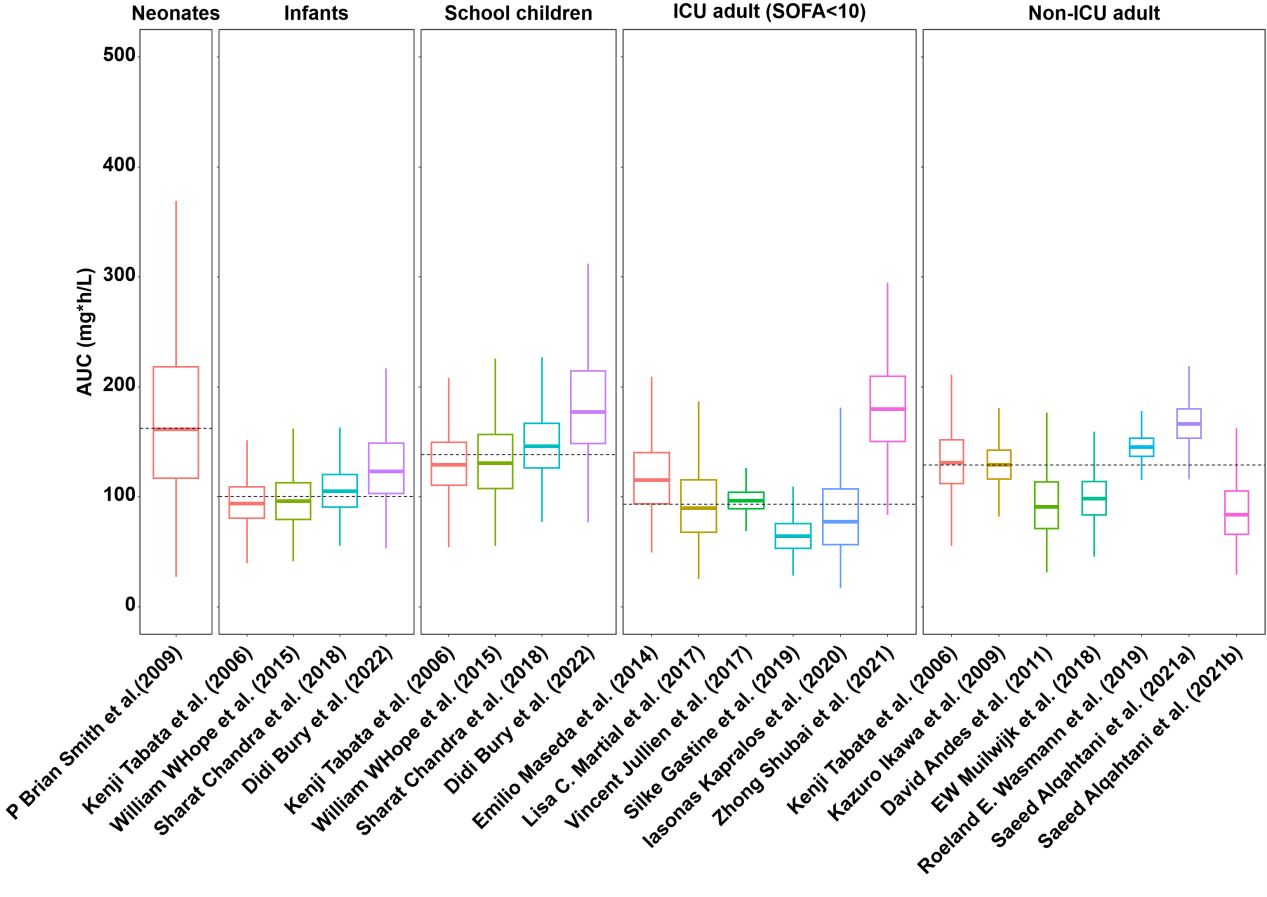 Neonates
Infants
School children
ICU adult (SOFA<10)
Non-ICU adult
AUC (mg*h/L)
500
400
300
200
100
0
P Brian Smith et al.(2009)
Kenji Tabata et al. (2006)
William WHope et al. (2015)
Sharat Chandra et al. (2018)
Didi Bury et al. (2022)
Kenji Tabata et al. (2006)
William WHope et al. (2015)
Sharat Chandra et al. (2018)
Didi Bury et al. (2022)
Emilio Maseda et al. (2014)
Lisa C. Martial et al. (2017)
Vincent Jullien et al. (2017)
Silke Gastine et al. (2019)
Iasonas Kapralos et al. (2020)
Zhong Shubai et al. (2021)
Kenji Tabata et al. (2006)
Kazuro Ikawa et al. (2009)
David Andes et al. (2011)
EW Muilwijk et al. (2018)
Roeland E. Wasmann et al. (2019)
Saeed Alqahtani et al. (2021a)
Saeed Alqahtani et al. (2021b)